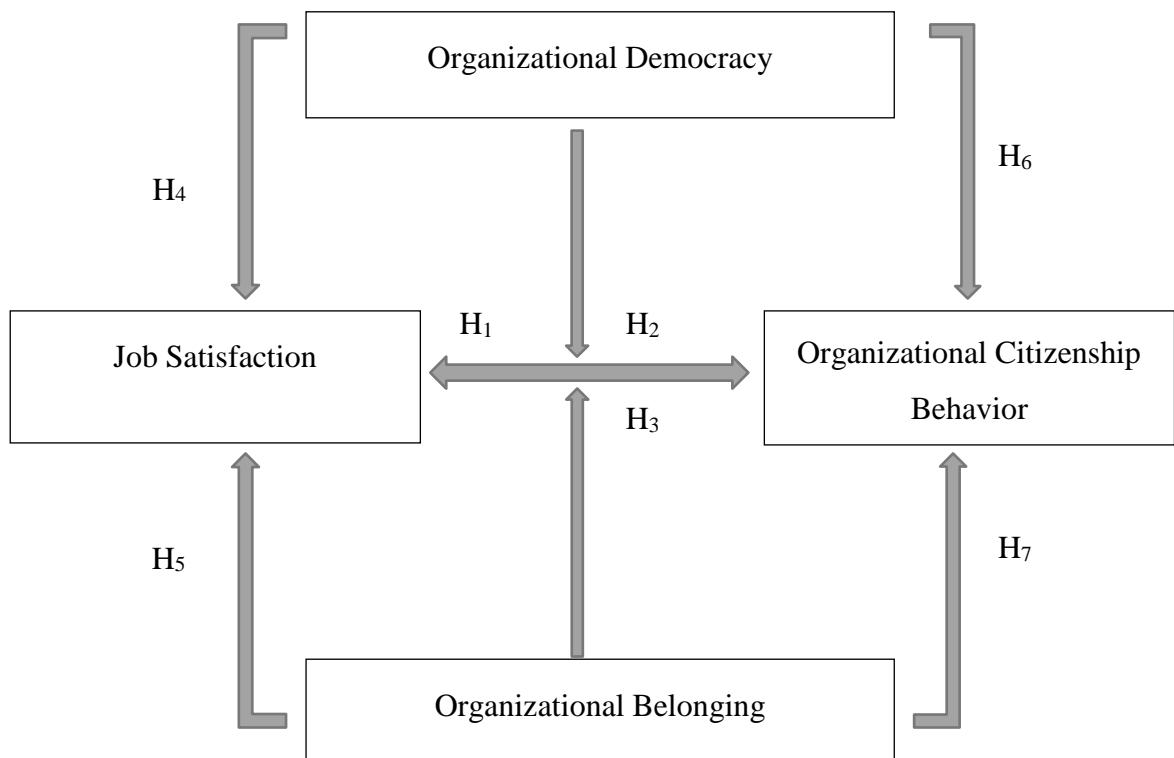 Organizational Democracy
H₆
H₄
H₁
H₂
Job Satisfaction
Organizational Citizenship
Behavior
H₃
H₅
H₇
Organizational Belonging